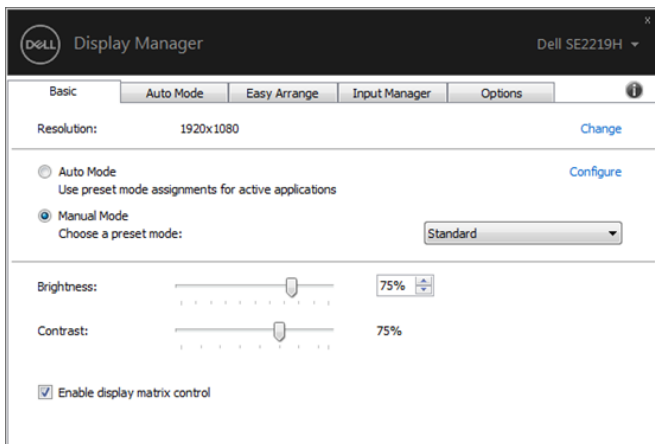 x
DELL Display Manager Dell SE2219H
Basic Auto Mode Easy Arrange Input Manager Options i
Resolution: 1920x1080 Change
Auto Mode Configure
Use preset mode assignments for active applications
Manual Mode
Choose a preset mode: Standard
Brightness: 75%
Contrast: 75%
Enable display matrix control